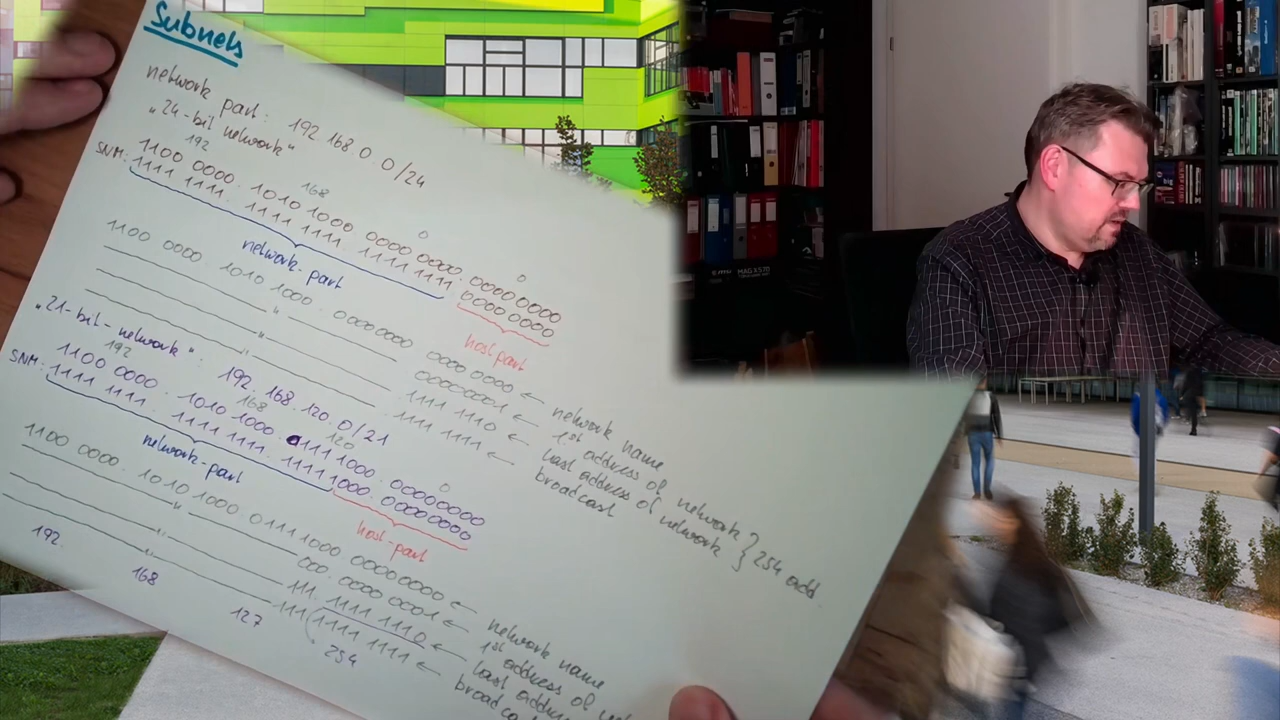 Subnets
network part: 192.168.0.0/24
"24-bit network"
192 168 0 0
1100 0000. 1010 1000 0000 0000 0000 0000
SNM: 1111 1111. 1111 1111. 1111 1111 0000 0000
network-part host part
1100 0000 1010 1000. 0000 0000 0000 0000 ← network name
" 0000 0001 ← 1st address of network } 254 add.
" 1111 1110 ← last address of network
" 1111 1111 ← broadcast
"21-bit-network": 192.168.120.0/21
192 168 120 0
1100 0000. 1010 1000. 0111 1000. 0000 0000
SNM: 1111 1111. 1111 1111. 1111 1000. 0000 0000
network-part host-part
1100 0000. 1010 1000 0111 1000 0000 0000 ← network name
" 000. 0000 0001 ← 1st address of
" 111 1111 1110 ← last address of
" 111 1111 1111 ← broad
192. 168 127 254